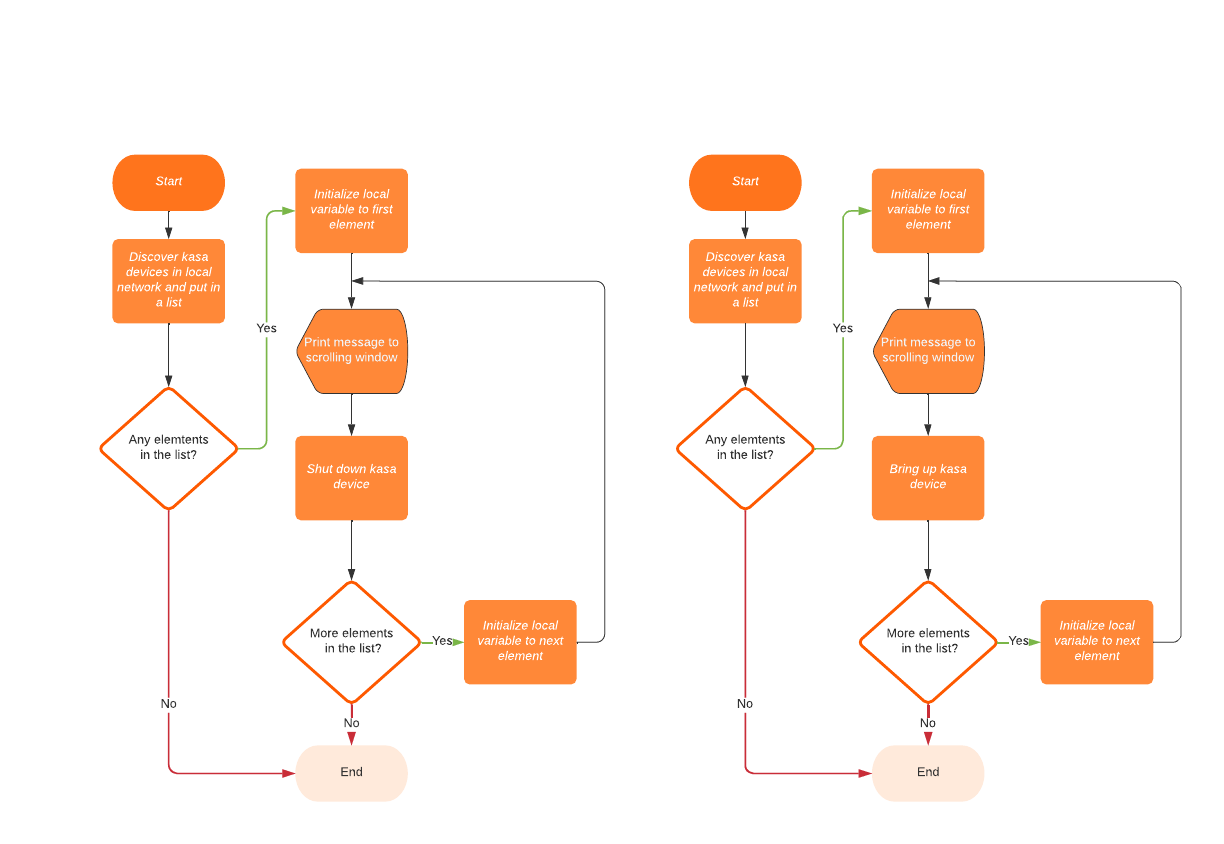 Start
Discover kasa
devices in local
network and put in
a list
Any elemtents
in the list?
Yes
No
Initialize local
variable to first
element
Print message to
scrolling window
Shut down kasa
device
More elements
in the list?
Yes
Initialize local
variable to next
element
No
End
Start
Discover kasa
devices in local
network and put in
a list
Any elemtents
in the list?
Yes
No
Initialize local
variable to first
element
Print message to
scrolling window
Bring up kasa
device
More elements
in the list?
Yes
Initialize local
variable to next
element
No
End